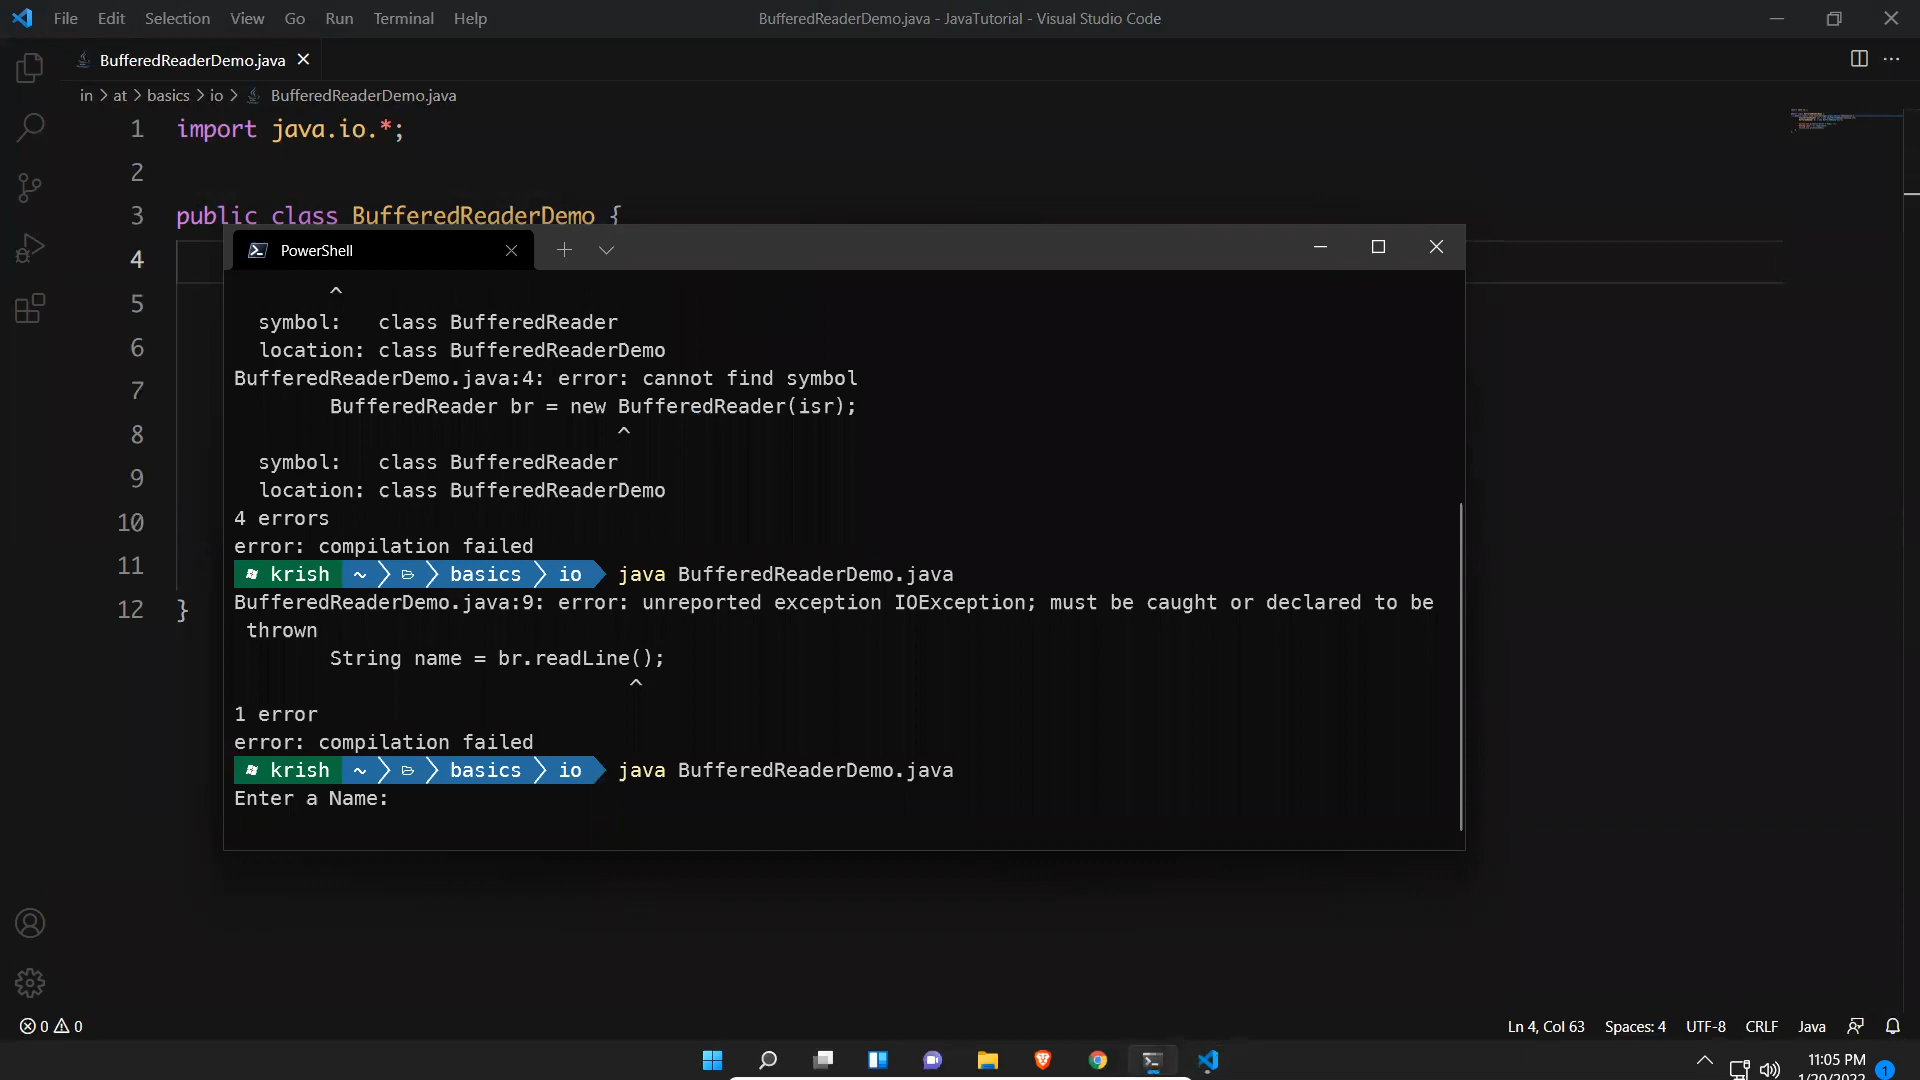 File Edit Selection View Go Run Terminal Help
BufferedReaderDemo.java - JavaTutorial - Visual Studio Code
BufferedReaderDemo.java
in > at > basics > io > BufferedReaderDemo.java
1 import java.io.*;
2
3 public class BufferedReaderDemo {
4
5
6
7
8
9
10
11
12 }
PowerShell
^
symbol:   class BufferedReader
location: class BufferedReaderDemo
BufferedReaderDemo.java:4: error: cannot find symbol
BufferedReader br = new BufferedReader(isr);
^
symbol:   class BufferedReader
location: class BufferedReaderDemo
4 errors
error: compilation failed
krish ~ basics io java BufferedReaderDemo.java
BufferedReaderDemo.java:9: error: unreported exception IOException; must be caught or declared to be
thrown
String name = br.readLine();
^
1 error
error: compilation failed
krish ~ basics io java BufferedReaderDemo.java
Enter a Name:
0 0
Ln 4, Col 63 Spaces: 4 UTF-8 CRLF Java
11:05 PM
1/20/2022
1